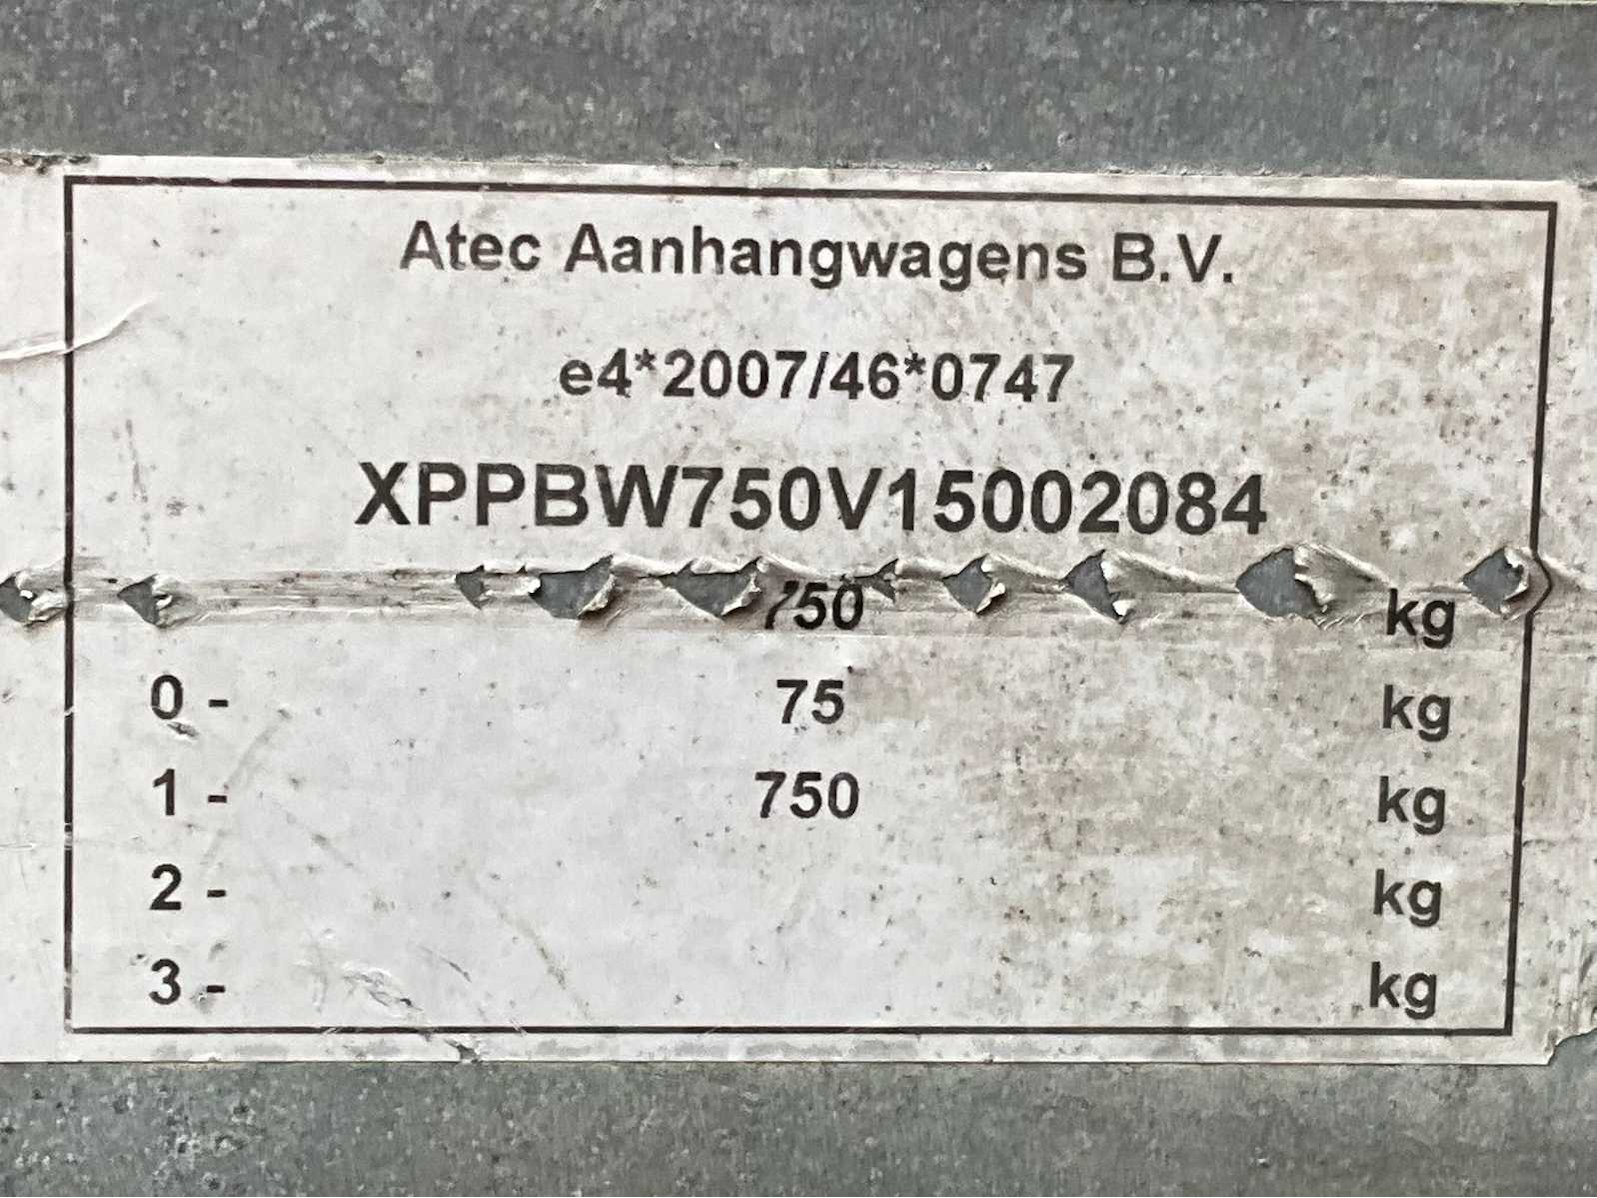 Atec Aanhangwagens B.V.
e4*2007/46*0747
XPPBW750V15002084
750 kg
0 - 75 kg
1 - 750 kg
2 - kg
3 - kg